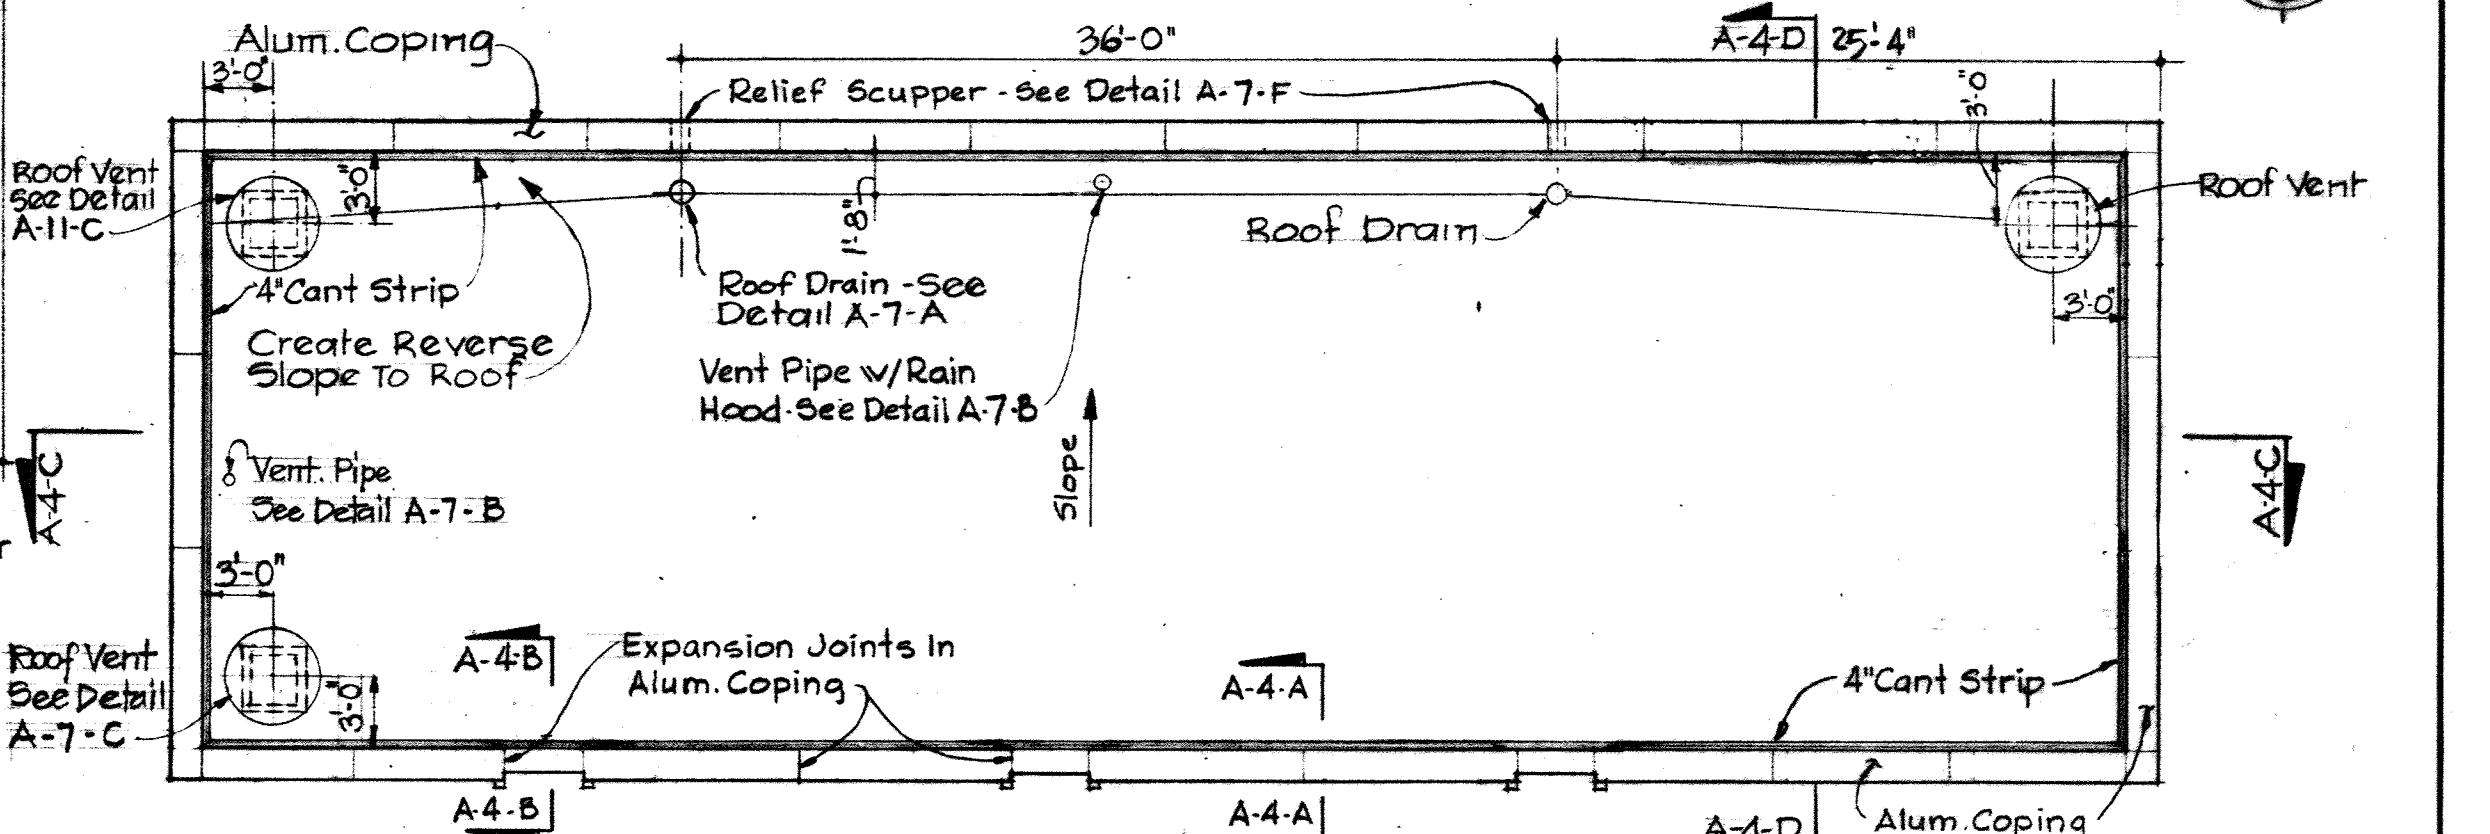 Alum. Coping
36'-0"
A-4-D
25'-4"
3'-0"
Relief Scupper - See Detail A-7-F
3'-0"
Roof Vent
See Detail
A-11-C
3'-0"
1'-8"
Roof Drain
Roof Vent
4" Cant Strip
Roof Drain - See
Detail A-7-A
3'-0"
Create Reverse
Slope To Roof
Vent Pipe w/Rain
Hood-See Detail A-7-B
Slope
A-4-C
Vent. Pipe
See Detail A-7-B
A-4-C
3'-0"
Roof Vent
See Detail
A-7-C
3'-0"
A-4-B
Expansion Joints In
Alum. Coping
A-4-A
4" Cant Strip
A-4-B
A-4-A
A-4-D
Alum. Coping